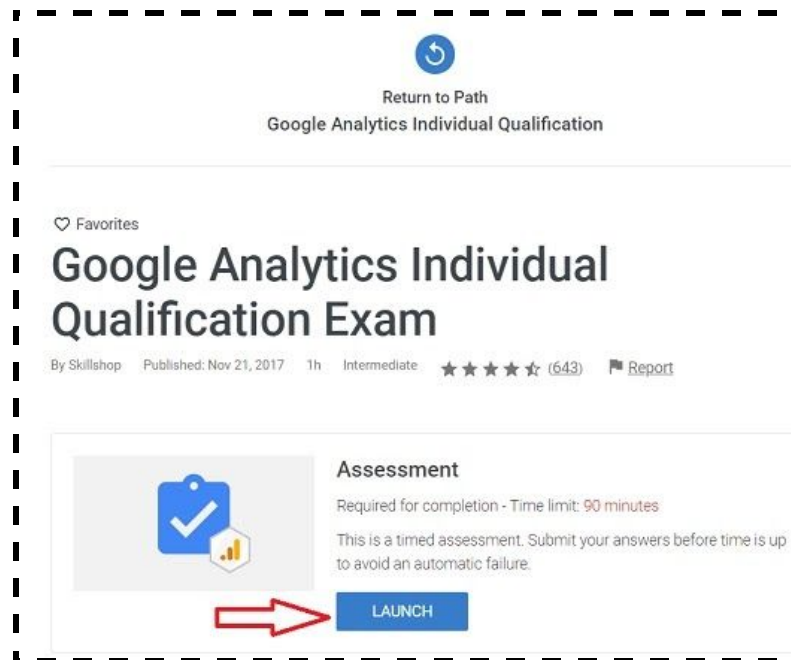 Return to Path
Google Analytics Individual Qualification
Favorites
Google Analytics Individual
Qualification Exam
By Skillshop Published: Nov 21, 2017 1h Intermediate (643) Report
Assessment
Required for completion - Time limit: 90 minutes
This is a timed assessment. Submit your answers before time is up
to avoid an automatic failure.
LAUNCH